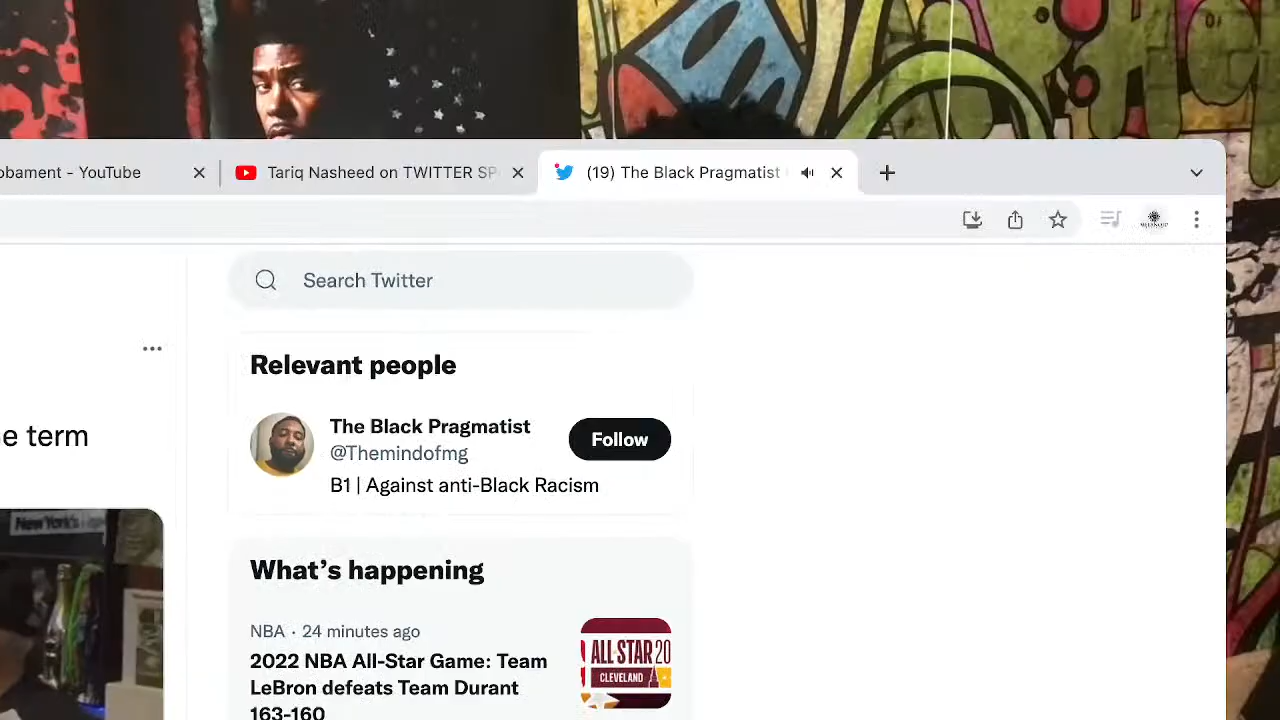 obament - YouTube
Tariq Nasheed on TWITTER SP
(19) The Black Pragmatist
Search Twitter
Relevant people
e term
The Black Pragmatist
@Themindofmg
Follow
B1 | Against anti-Black Racism
New York's
What's happening
NBA · 24 minutes ago
2022 NBA All-Star Game: Team
LeBron defeats Team Durant
163-160
ALL STAR 20
CLEVELAND